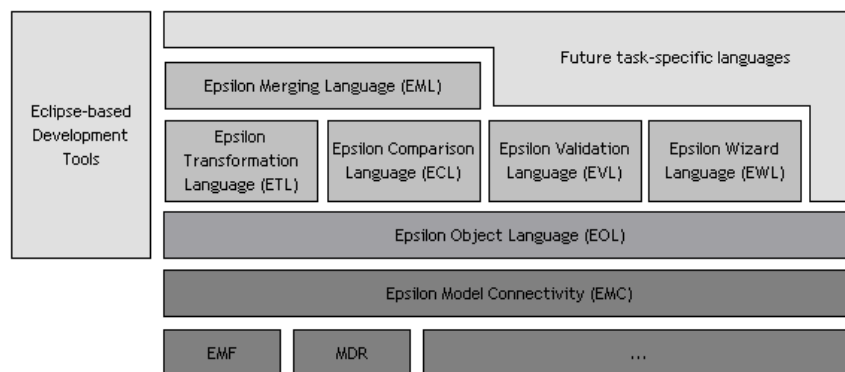 Eclipse-based
Development
Tools
Future task-specific languages
Epsilon Merging Language (EML)
Epsilon
Transformation
Language (ETL)
Epsilon Comparison
Language (ECL)
Epsilon Validation
Language (EVL)
Epsilon Wizard
Language (EWL)
Epsilon Object Language (EOL)
Epsilon Model Connectivity (EMC)
EMF
MDR
...